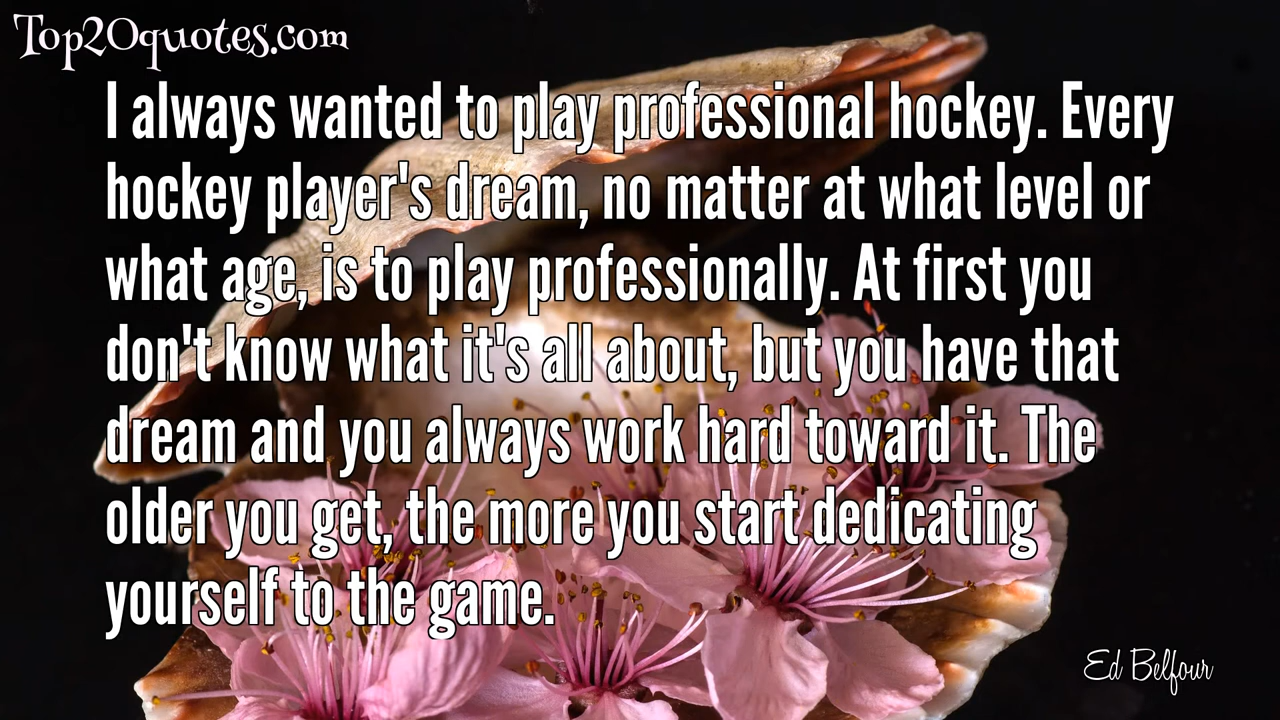 Top20quotes.com
I always wanted to play professional hockey. Every
hockey player's dream, no matter at what level or
what age, is to play professionally. At first you
don't know what it's all about, but you have that
dream and you always work hard toward it. The
older you get, the more you start dedicating
yourself to the game.
Ed Belfour